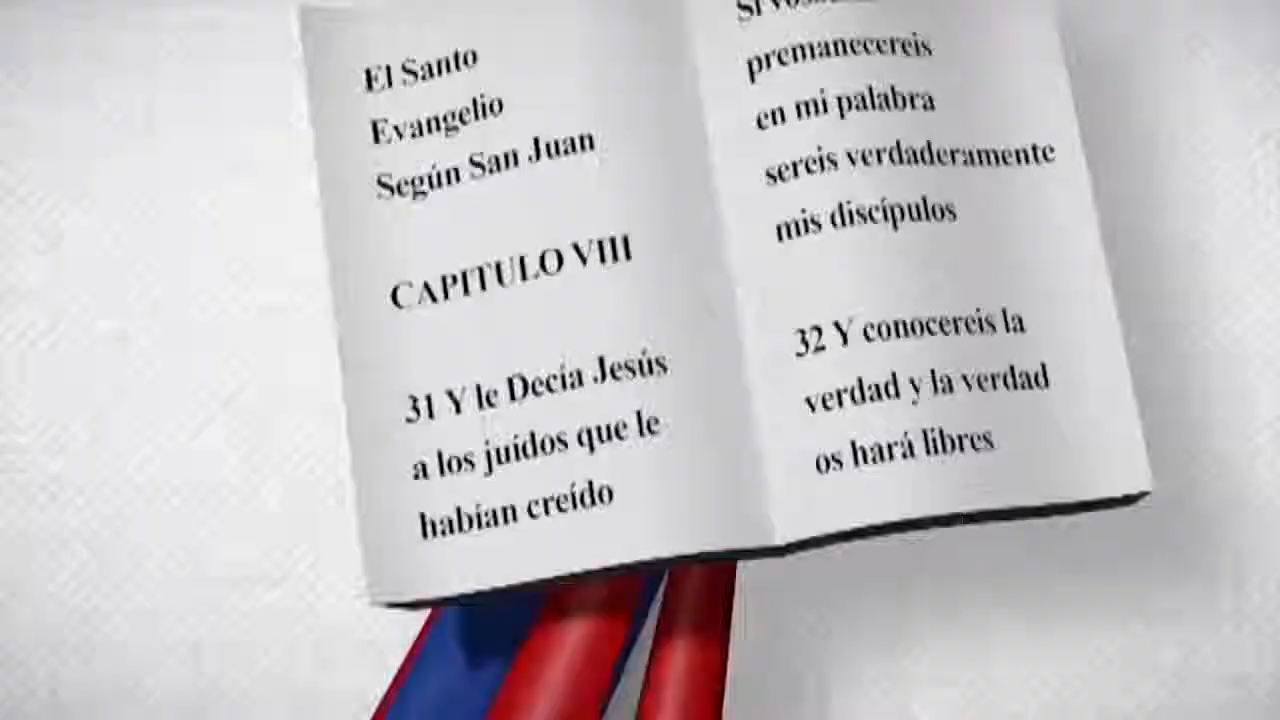 El Santo
Evangelio
Según San Juan
CAPITULO VIII
31 Y le Decía Jesús
a los juídos que le
habían creído
Si
premanecereis
en mi palabra
sereis verdaderamente
mis discípulos
32 Y conocereis la
verdad y la verdad
os hará libres